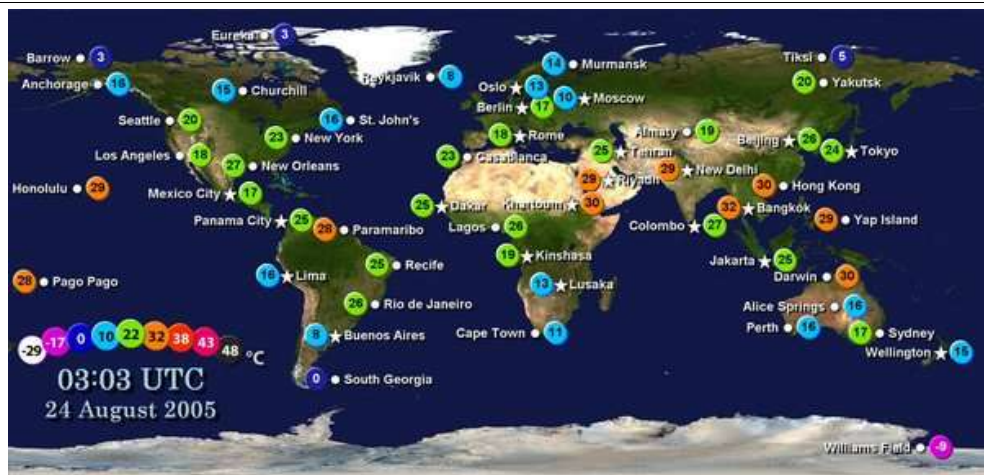 Eureka 3
Barrow 3
Tiksi 5
Murmansk 14
Reykjavik 8
Anchorage 16
Churchill 15
Oslo 13
Moscow 10
Yakutsk 20
Berlin 17
Seattle 20
St. John's 16
New York 23
Rome 18
Almaty 19
Beijing 26
Tokyo 24
Los Angeles 18
New Orleans 27
Casablanca 23
Tehran 25
New Delhi 29
Honolulu 29
Mexico City 17
Riyadh 29
Hong Kong 30
Dakar 25
Khartoum 30
Bangkok 32
Panama City 25
Paramaribo 28
Lagos 26
Colombo 27
Yap Island 29
Kinshasa 19
Jakarta 25
Recife 25
Pago Pago 28
Lima 16
Lusaka 13
Darwin 30
Rio de Janeiro 26
Alice Springs 16
Buenos Aires 8
Cape Town 11
Perth 16
Sydney 17
Wellington 15
-29 -17 0 10 22 32 38 43 48 °C
03:03 UTC
24 August 2005
South Georgia 0
Williams Field -9